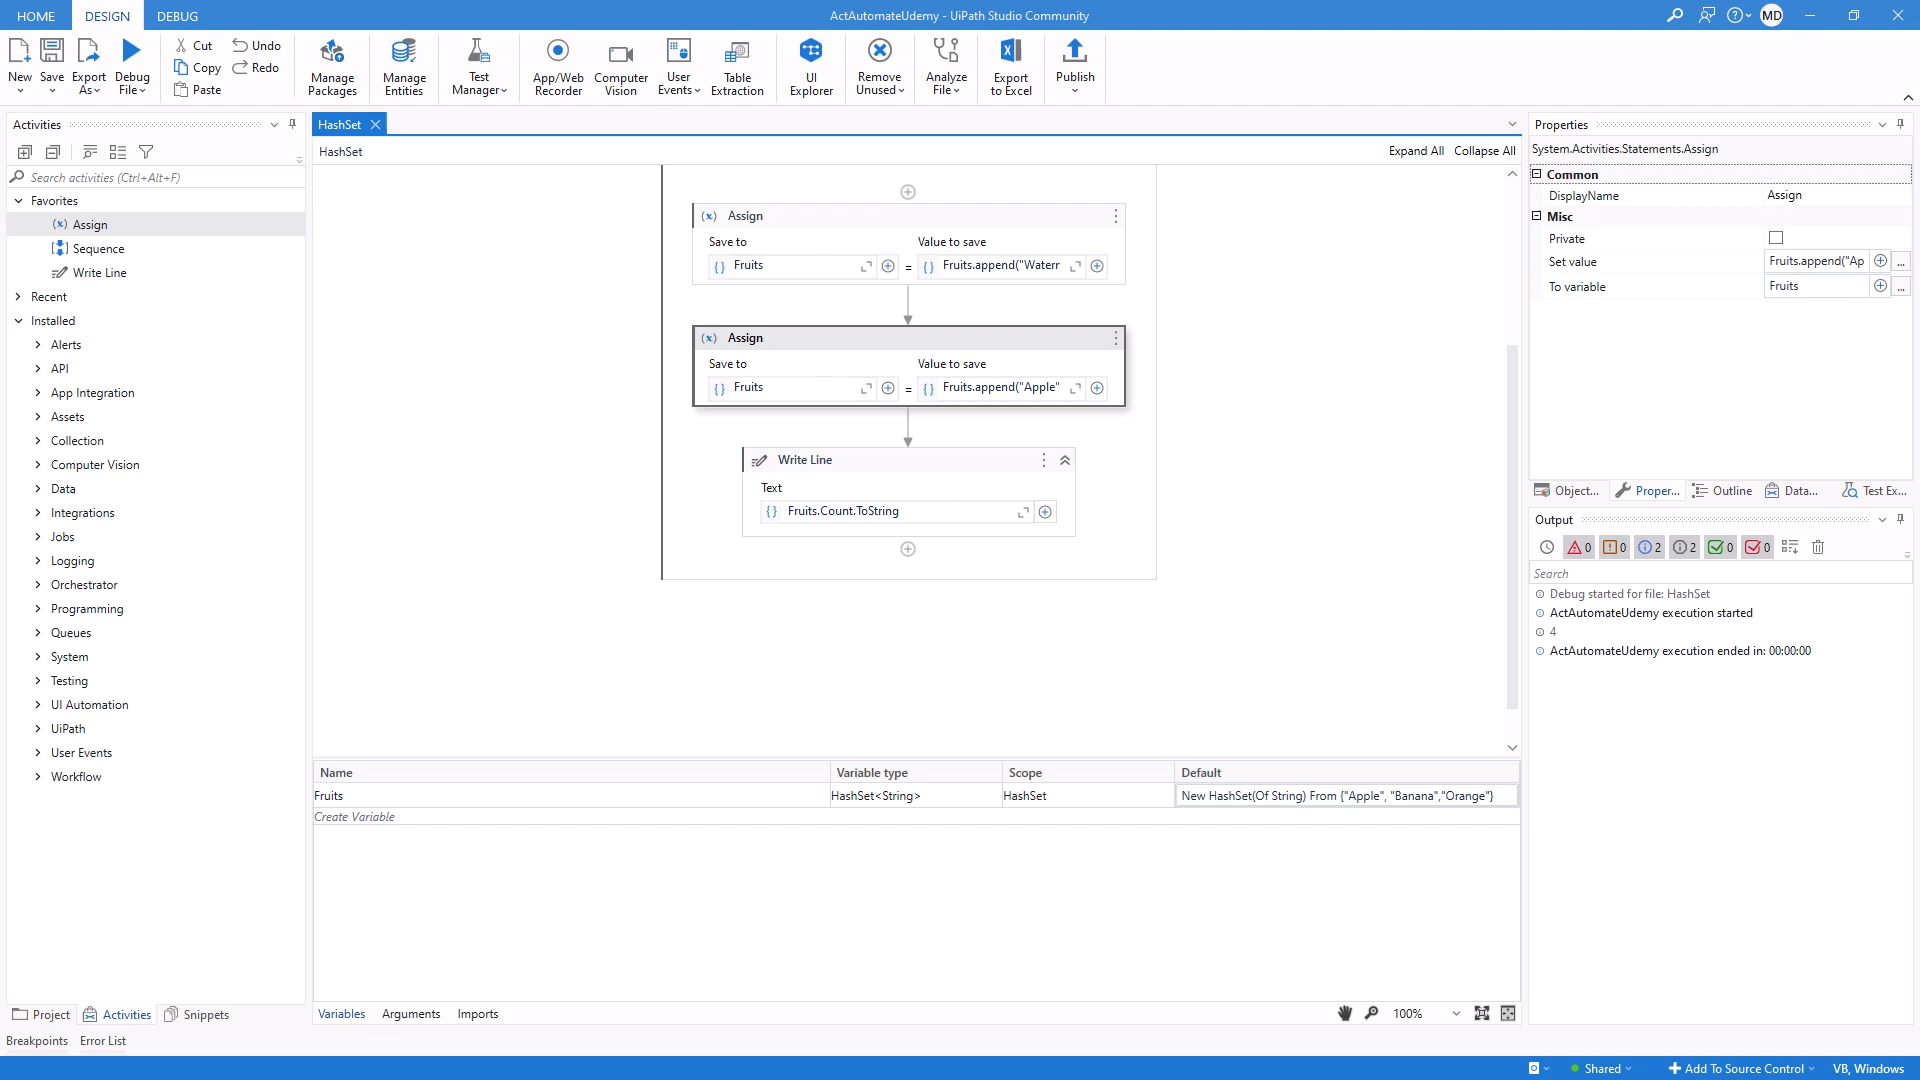 HOME DESIGN DEBUG
ActAutomateUdemy - UiPath Studio Community
MD
New
Save
Export As
Debug File
Cut
Copy
Paste
Undo
Redo
Manage Packages
Manage Entities
Test Manager
App/Web Recorder
Computer Vision
User Events
Table Extraction
UI Explorer
Remove Unused
Analyze File
Export to Excel
Publish
Activities
Search activities (Ctrl+Alt+F)
Favorites
(x) Assign
Sequence
Write Line
Recent
Installed
Alerts
API
App Integration
Assets
Collection
Computer Vision
Data
Integrations
Jobs
Logging
Orchestrator
Programming
Queues
System
Testing
UI Automation
UiPath
User Events
Workflow
Project Activities Snippets
Breakpoints Error List
HashSet
HashSet
Expand All Collapse All
(x) Assign
Save to Value to save
{ } Fruits = { } Fruits.append("Waterr
(x) Assign
Save to Value to save
{ } Fruits = { } Fruits.append("Apple"
Write Line
Text
{ } Fruits.Count.ToString
Name Variable type Scope Default
Fruits HashSet<String> HashSet New HashSet(Of String) From {"Apple", "Banana","Orange"}
Create Variable
Variables Arguments Imports
100%
Properties
System.Activities.Statements.Assign
Common
DisplayName Assign
Misc
Private
Set value Fruits.append("Ap ...
To variable Fruits ...
Object... Proper... Outline Data... Test Ex...
Output
0 0 2 2 0 0
Search
Debug started for file: HashSet
ActAutomateUdemy execution started
4
ActAutomateUdemy execution ended in: 00:00:00
Shared
Add To Source Control
VB, Windows